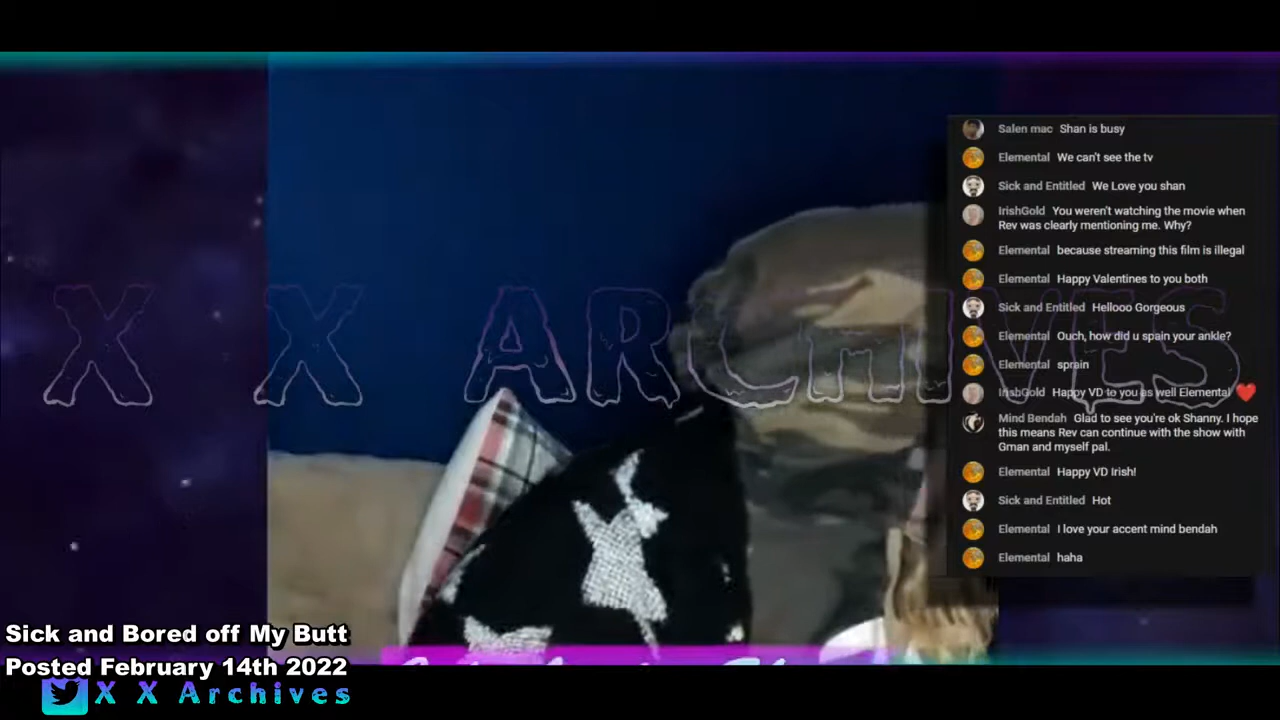 Salen mac Shan is busy
Elemental We can't see the tv
Sick and Entitled We Love you shan
IrishGold You weren't watching the movie when
Rev was clearly mentioning me. Why?
Elemental because streaming this film is illegal
Elemental Happy Valentines to you both
Sick and Entitled Hellooo Gorgeous
X X ARCHIVES
Elemental Ouch, how did u spain your ankle?
Elemental sprain
IrishGold Happy VD to you as well Elemental ❤️
Mind Bendah Glad to see you're ok Shanny. I hope
this means Rev can continue with the show with
Gman and myself pal.
Elemental Happy VD Irish!
Sick and Entitled Hot
Elemental I love your accent mind bendah
Elemental haha
Sick and Bored off My Butt
Posted February 14th 2022
X X Archives